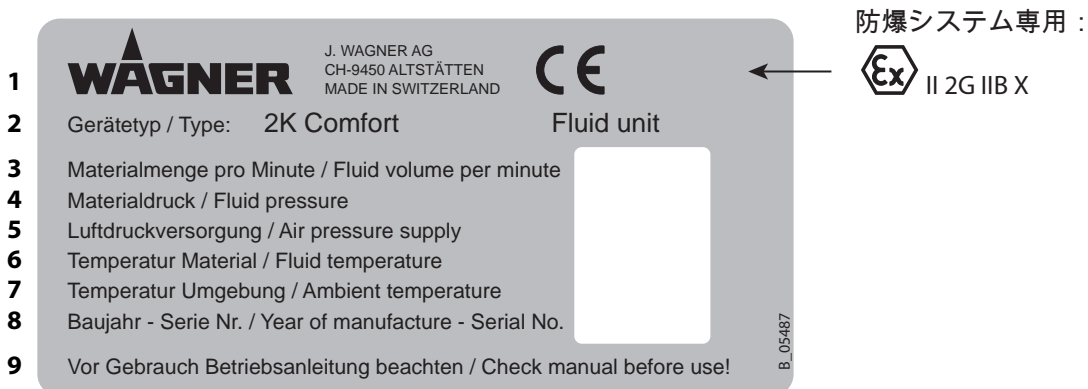 防爆システム専用：
Ex II 2G IIB X
1 WAGNER J. WAGNER AG
CH-9450 ALTSTÄTTEN
MADE IN SWITZERLAND
CE
2 Gerätetyp / Type: 2K Comfort Fluid unit
3 Materialmenge pro Minute / Fluid volume per minute
4 Materialdruck / Fluid pressure
5 Luftdruckversorgung / Air pressure supply
6 Temperatur Material / Fluid temperature
7 Temperatur Umgebung / Ambient temperature
8 Baujahr - Serie Nr. / Year of manufacture - Serial No.
9 Vor Gebrauch Betriebsanleitung beachten / Check manual before use!
B_05487